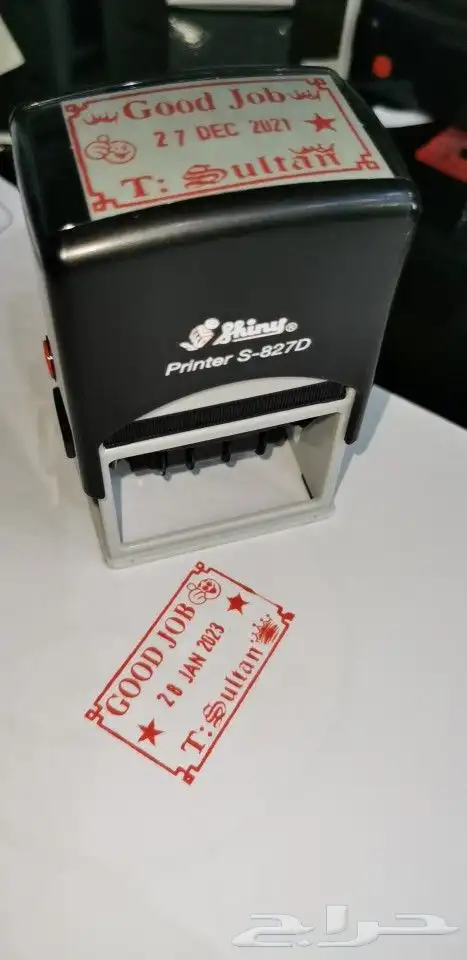 Good Job
27 DEC 2021
T: Sultan
Shiny®
Printer S-827D
GOOD JOB
28 JAN 2023
T: Sultan
حراج